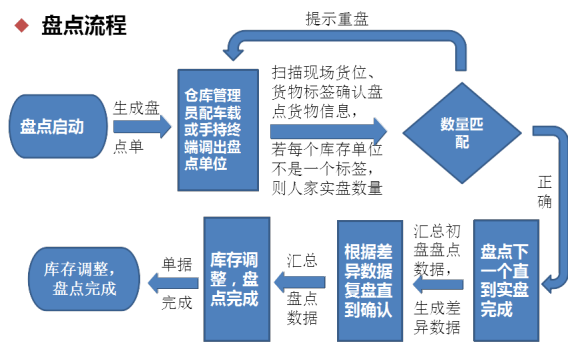 盘点流程
提示重盘
盘点启动
生成盘
点单
仓库管理
员配车载
或手持终
端调出盘
点单位
扫描现场货位、
货物标签确认盘
点货物信息，
若每个库存单位
不是一个标签，
则人家实盘数量
数量匹
配
正
确
盘点下
一个直
到实盘
完成
汇总初
盘盘点
数据，
生成差
异数据
根据差
异数据
复盘直
到确认
汇总
盘点
数据
库存调
整，盘
点完成
单据
完成
库存调整，
盘点完成